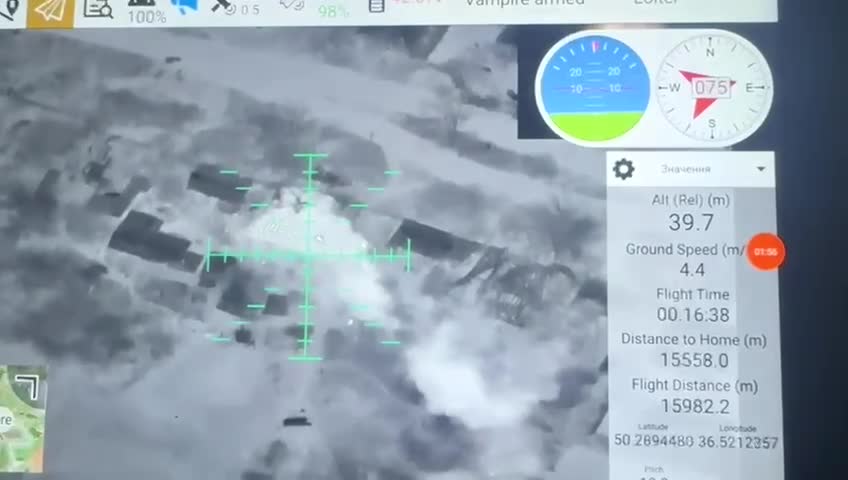 100%
0.5
98%
Vampire armed
Loiter
20 20
10 10
N
W 075 E
S
Значения
Alt (Rel) (m)
39.7
Ground Speed (m/
01:55
4.4
Flight Time
00:16:38
Distance to Home (m)
15558.0
Flight Distance (m)
15982.2
Latitude Longitude
50.2894480 36.5212357
Pitch